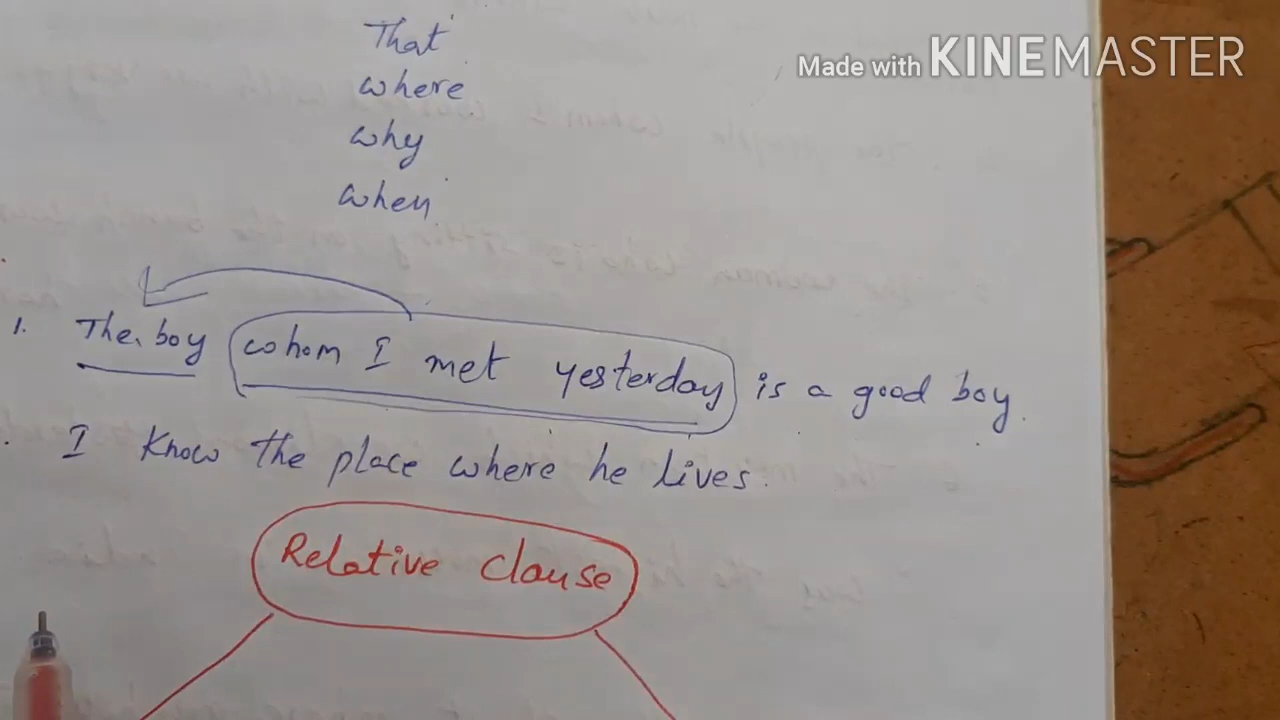 Made with KINEMASTER
That
where
why
when
1. The boy whom I met yesterday is a good boy.
I know the place where he lives.
Relative clause